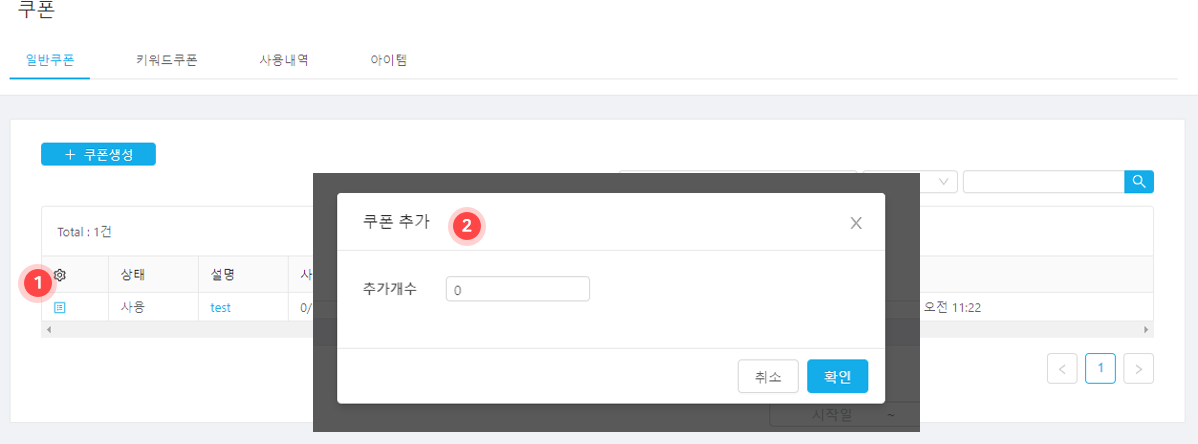 쿠폰
일반쿠폰 키워드쿠폰 사용내역 아이템
+ 쿠폰생성
Total : 1건
쿠폰 추가 2
1 상태 설명 사
추가개수 0
사용 test 0/ 오전 11:22
< 1 >
취소 확인
시작일 ~